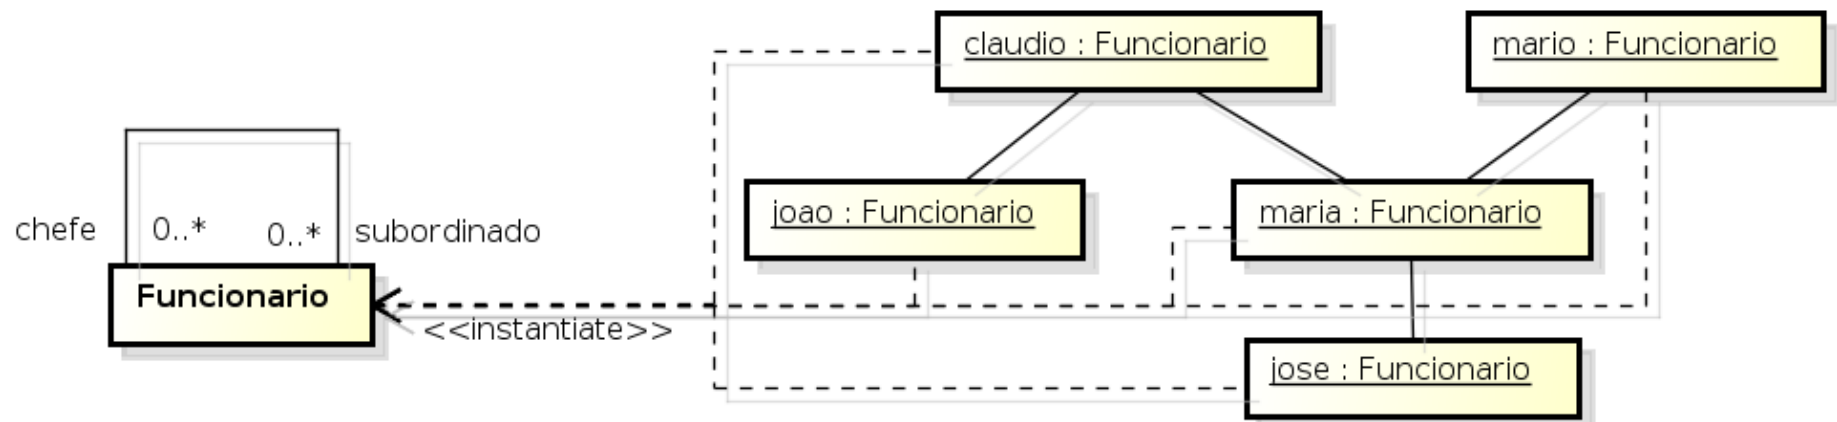 claudio : Funcionario
mario : Funcionario
joao : Funcionario
maria : Funcionario
chefe
0..*
0..*
subordinado
Funcionario
<<instantiate>>
jose : Funcionario